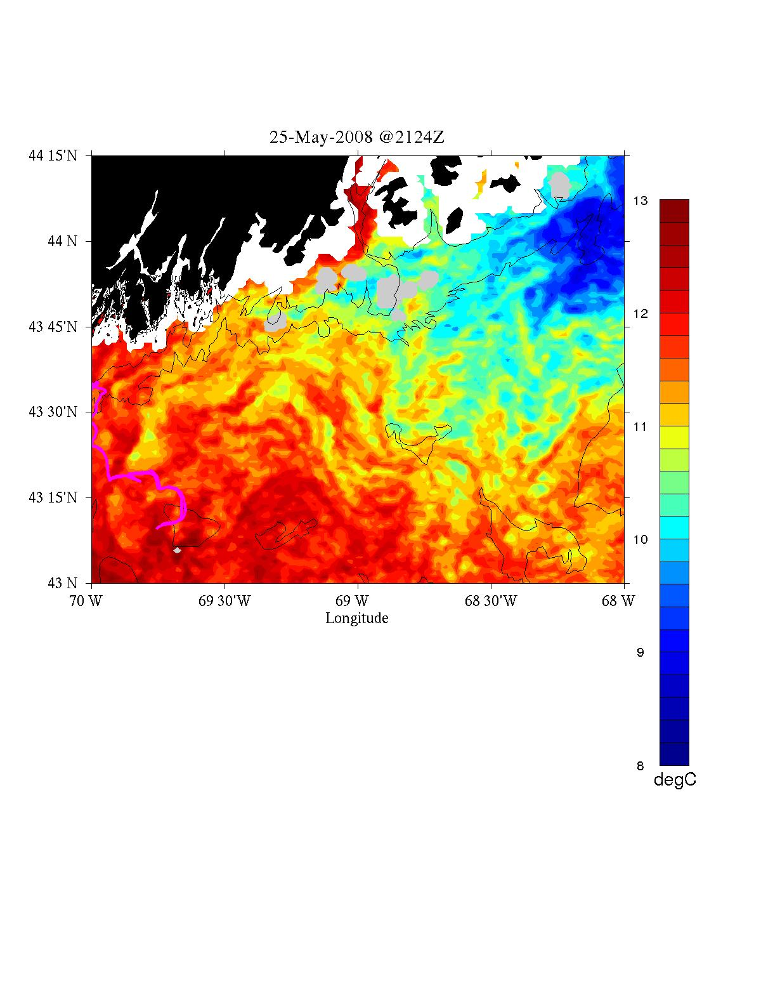 25-May-2008 @2124Z
44 15'N
44 N
43 45'N
43 30'N
43 15'N
43 N
70 W
69 30'W
69 W
68 30'W
68 W
Longitude
13
12
11
10
9
8
degC